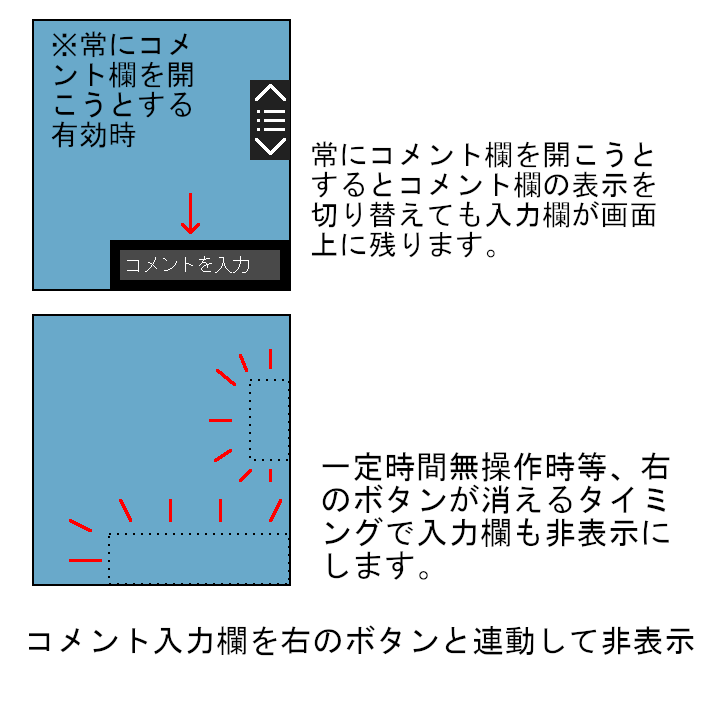 ※常にコメ
ント欄を開
こうとする
有効時
コメントを入力
常にコメント欄を開こうと
するとコメント欄の表示を
切り替えても入力欄が画面
上に残ります。
一定時間無操作時等、右
のボタンが消えるタイミ
ングで入力欄も非表示に
します。
コメント入力欄を右のボタンと連動して非表示